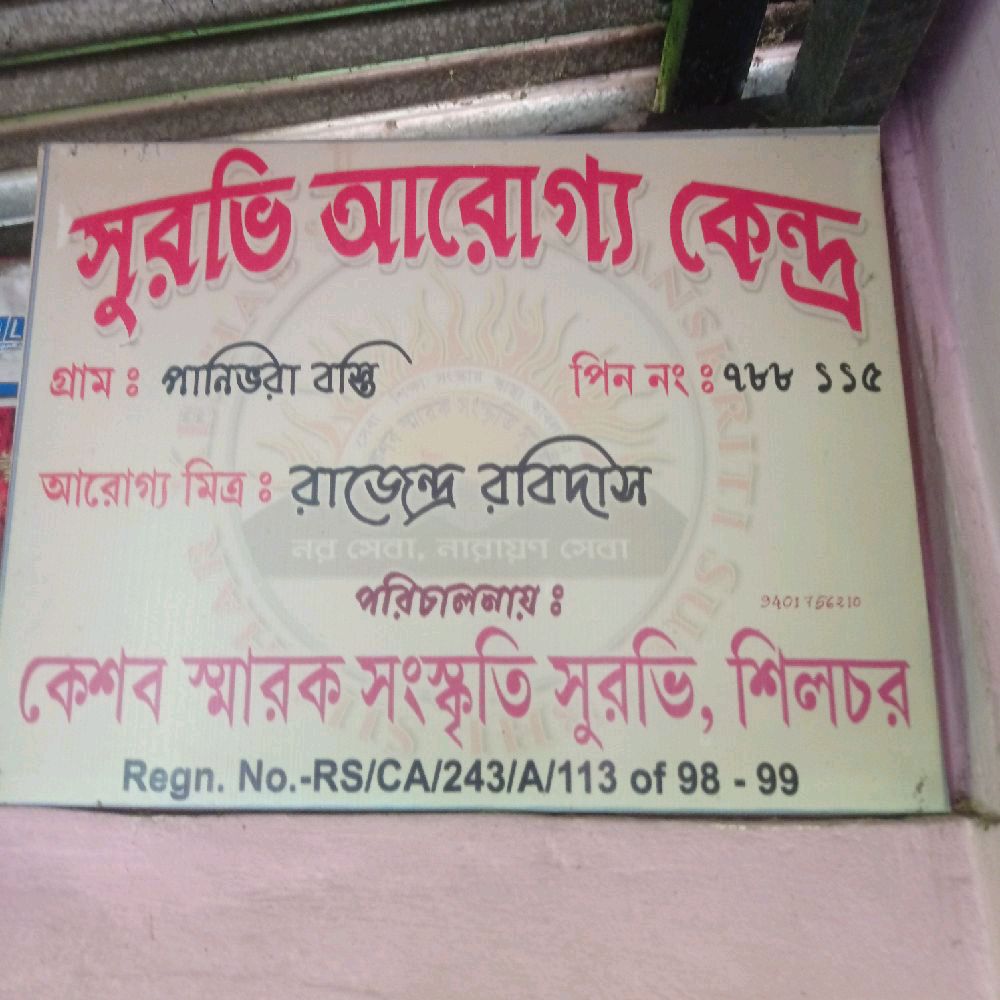 সুরভি আরোগ্য কেন্দ্র
গ্রাম ঃ পানিভরা বস্তি পিন নং ঃ ৭৮৮ ১১৫
আরোগ্য মিত্র ঃ রাজেন্দ্র রবিদাস
নর সেবা, নারায়ণ সেবা
পরিচালনায় ঃ
9401756210
কেশব স্মারক সংস্কৃতি সুরভি, শিলচর
Regn. No.-RS/CA/243/A/113 of 98 - 99